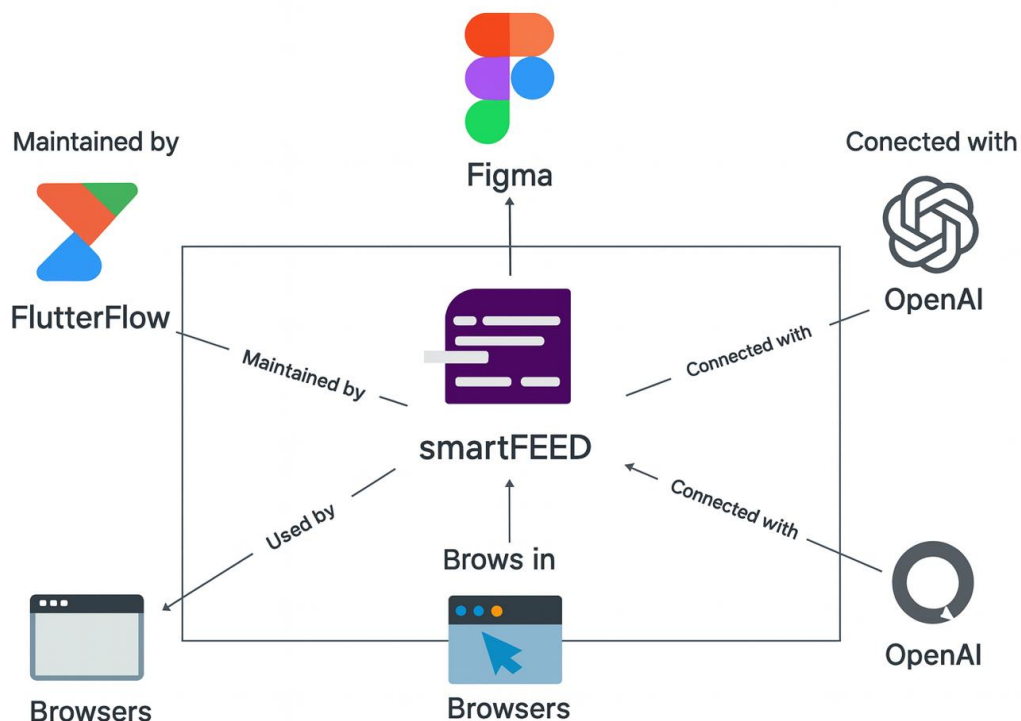 Maintained by
Conected with
Figma
FlutterFlow
OpenAI
Maintained by
Connected with
smartFEED
Used by
Connected with
Brows in
OpenAI
Browsers
Browsers